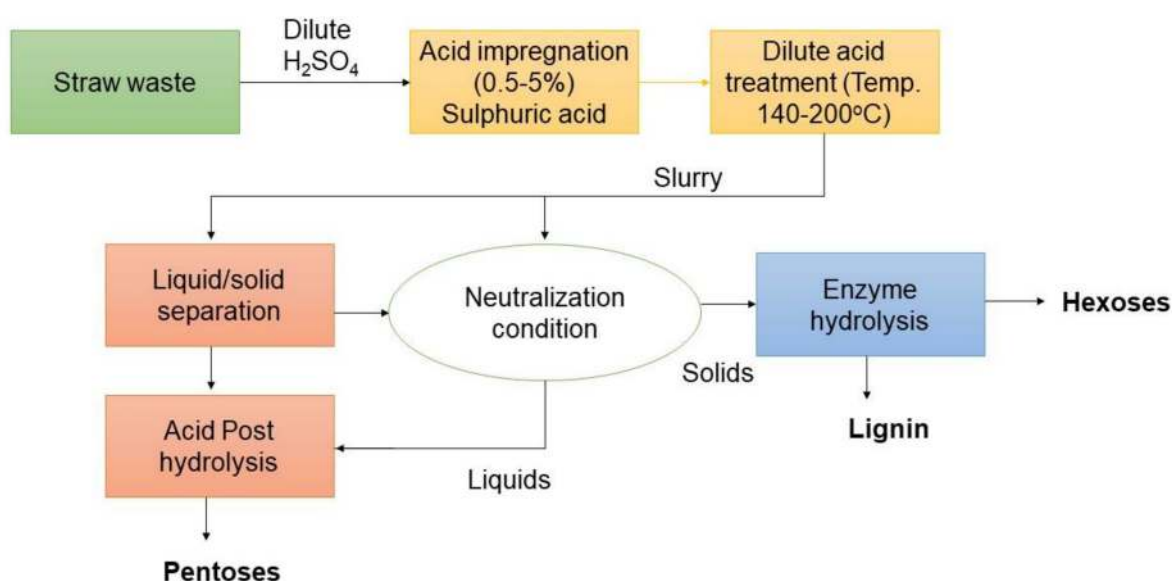 Straw waste
Dilute
H₂SO₄
Acid impregnation
(0.5-5%)
Sulphuric acid
Dilute acid
treatment (Temp.
140-200ºC)
Slurry
Liquid/solid
separation
Neutralization
condition
Enzyme
hydrolysis
Hexoses
Solids
Lignin
Acid Post
hydrolysis
Liquids
Pentoses